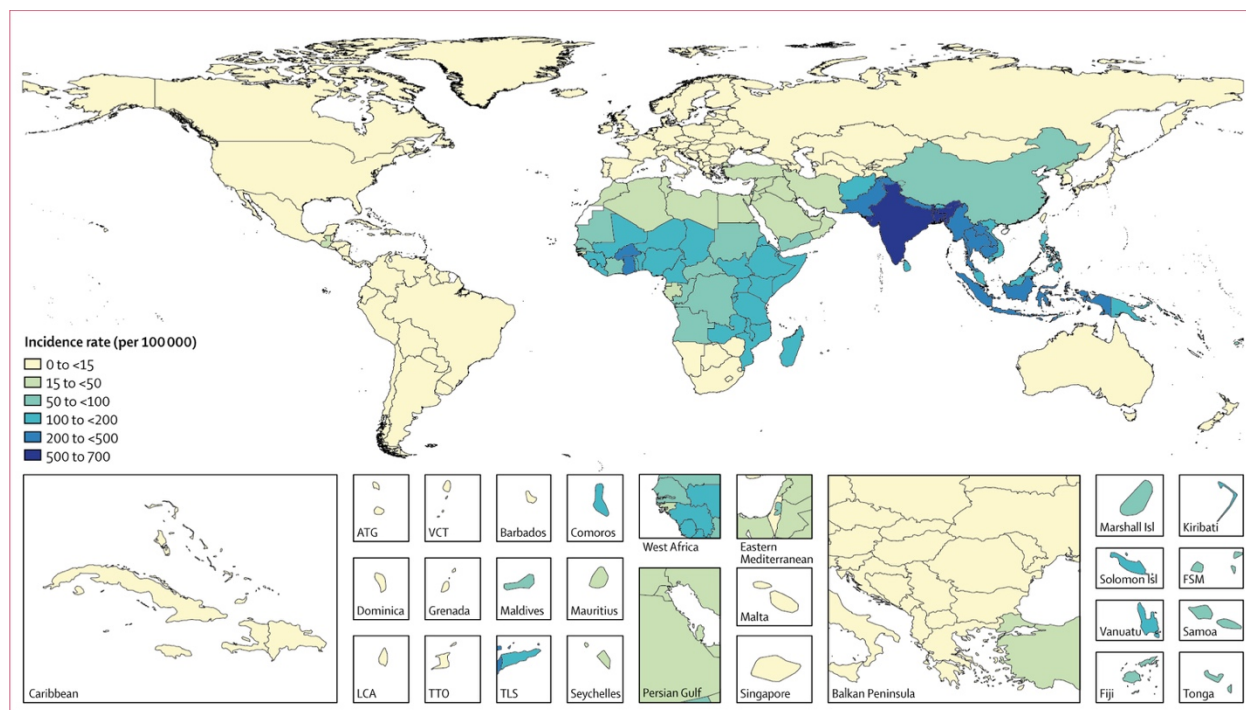 Incidence rate (per 100 000)
0 to <15
15 to <50
50 to <100
100 to <200
200 to <500
500 to 700
Caribbean
ATG
VCT
Barbados
Comoros
Dominica
Grenada
Maldives
Mauritius
LCA
TTO
TLS
Seychelles
West Africa
Eastern
Mediterranean
Persian Gulf
Malta
Singapore
Balkan Peninsula
Marshall Isl
Kiribati
Solomon Isl
FSM
Vanuatu
Samoa
Fiji
Tonga